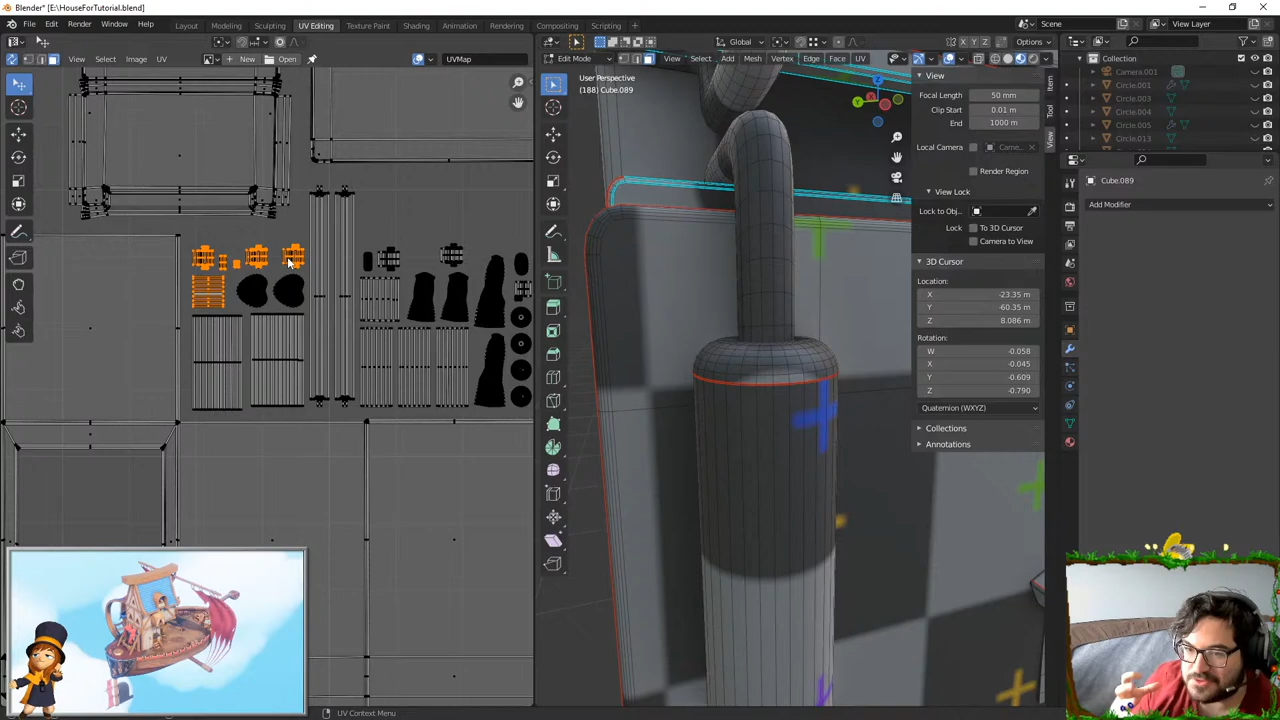 Blender* [E:\HouseForTutorial.blend]
File Edit Render Window Help Layout Modeling Sculpting UV Editing Texture Paint Shading Animation Rendering Compositing Scripting Scene View Layer
Global X Y Z Options
View Select Image UV New Open UVMap Edit Mode View Select Add Mesh Vertex Edge Face UV
User Perspective
(188) Cube.089
Z
Y
X
View
Focal Length 50 mm
Clip Start 0.01 m
End 1000 m
Local Camera Came...
Render Region
View Lock
Lock to Obj...
Lock To 3D Cursor
Camera to View
3D Cursor
Location:
X -23.35 m
Y -60.35 m
Z 8.086 m
Rotation:
W -0.058
X -0.045
Y -0.609
Z -0.790
Quaternion (WXYZ)
Collections
Annotations
Item
Tool
View
Collection
Camera.001
Circle.001
Circle.003
Circle.004
Circle.005
Circle.013
Cube.089
Add Modifier
UV Context Menu